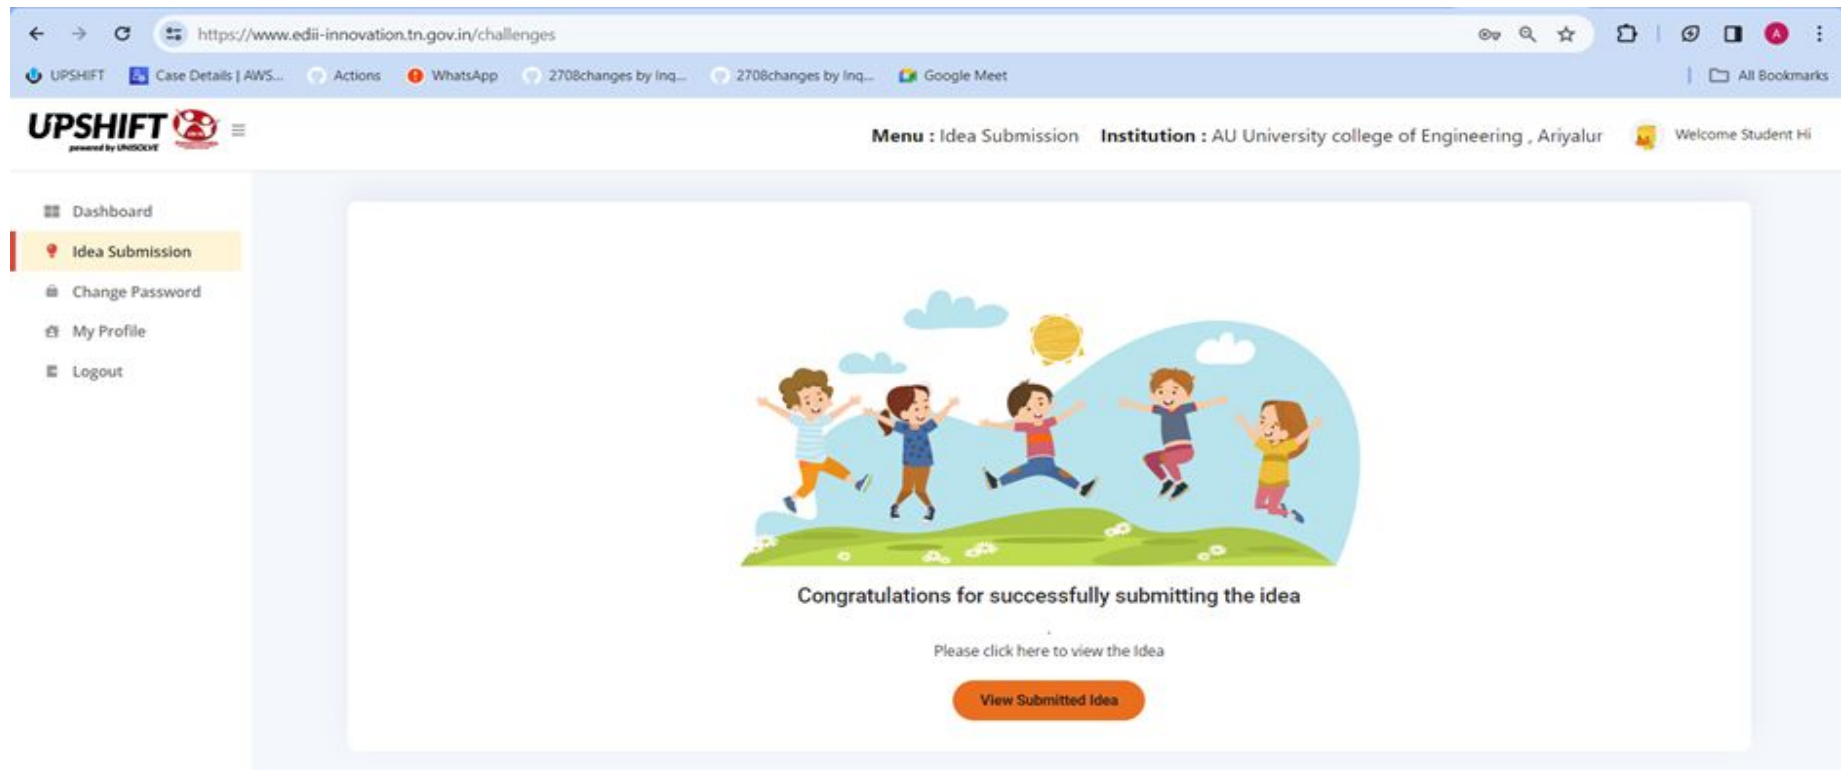 https://www.edii-innovation.tn.gov.in/challenges
UPSHIFT Case Details | AWS... Actions WhatsApp 2708changes by Inq... 2708changes by Inq... Google Meet All Bookmarks
UPSHIFT
powered by UNISOLVE
Menu : Idea Submission Institution : AU University college of Engineering , Ariyalur Welcome Student Hi
Dashboard
Idea Submission
Change Password
My Profile
Logout
Congratulations for successfully submitting the idea
.
Please click here to view the Idea
View Submitted Idea